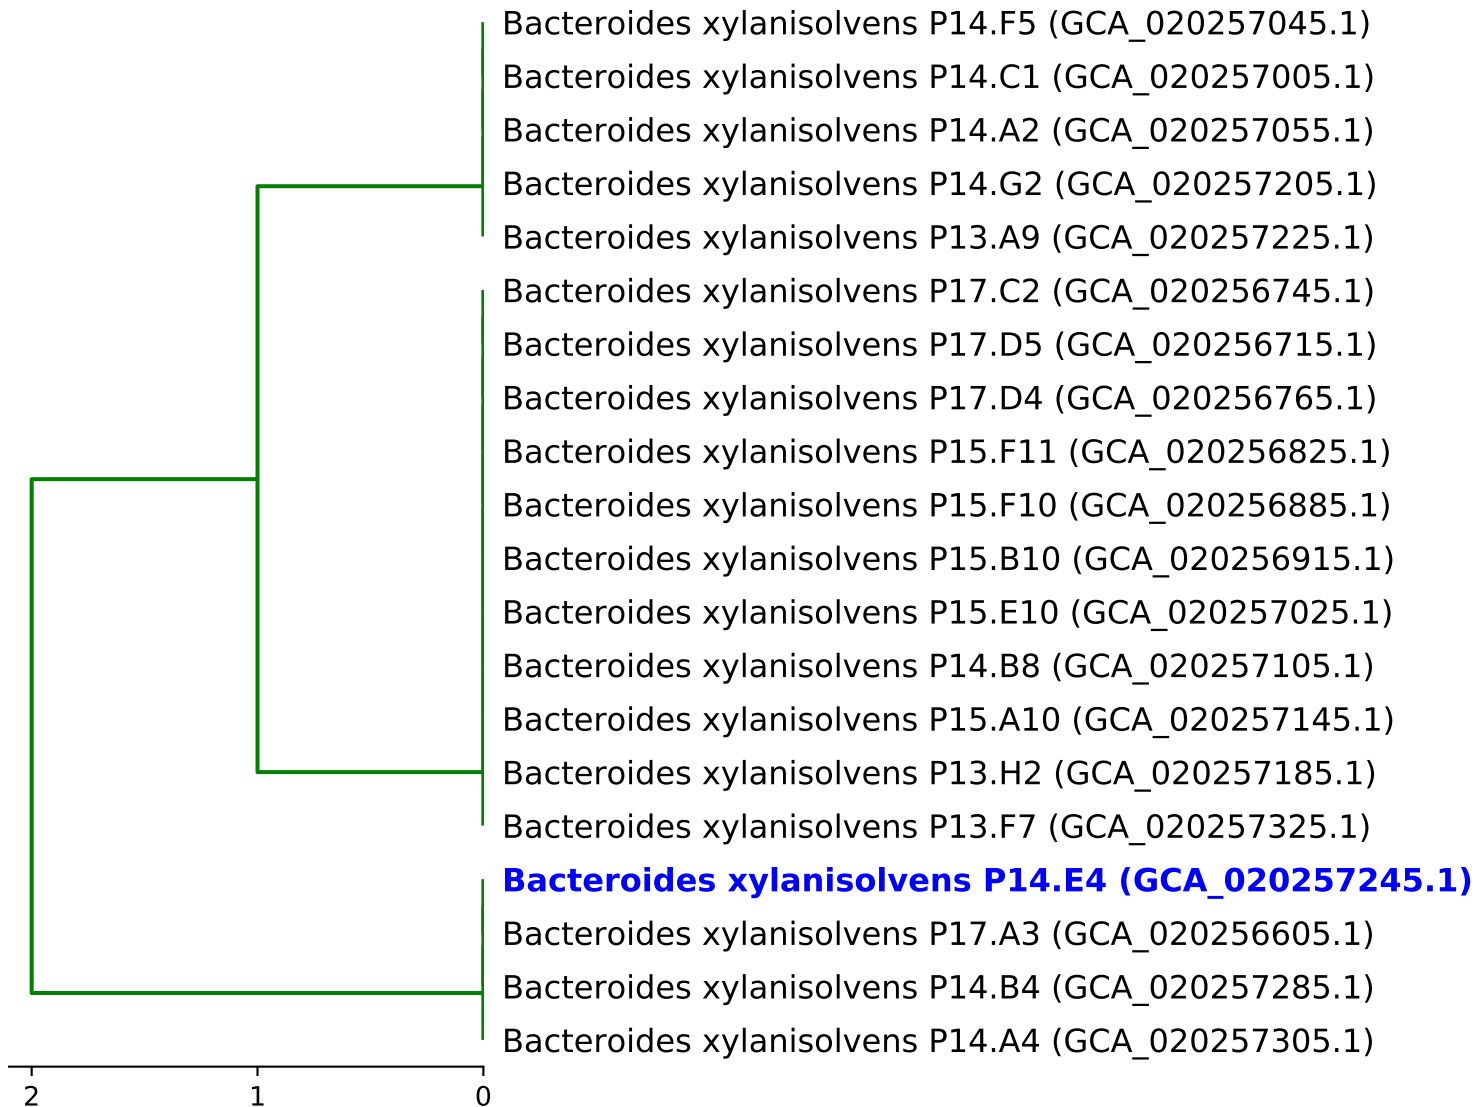 Bacteroides xylanisolvens P14.F5 (GCA_020257045.1)
Bacteroides xylanisolvens P14.C1 (GCA_020257005.1)
Bacteroides xylanisolvens P14.A2 (GCA_020257055.1)
Bacteroides xylanisolvens P14.G2 (GCA_020257205.1)
Bacteroides xylanisolvens P13.A9 (GCA_020257225.1)
Bacteroides xylanisolvens P17.C2 (GCA_020256745.1)
Bacteroides xylanisolvens P17.D5 (GCA_020256715.1)
Bacteroides xylanisolvens P17.D4 (GCA_020256765.1)
Bacteroides xylanisolvens P15.F11 (GCA_020256825.1)
Bacteroides xylanisolvens P15.F10 (GCA_020256885.1)
Bacteroides xylanisolvens P15.B10 (GCA_020256915.1)
Bacteroides xylanisolvens P15.E10 (GCA_020257025.1)
Bacteroides xylanisolvens P14.B8 (GCA_020257105.1)
Bacteroides xylanisolvens P15.A10 (GCA_020257145.1)
Bacteroides xylanisolvens P13.H2 (GCA_020257185.1)
Bacteroides xylanisolvens P13.F7 (GCA_020257325.1)
Bacteroides xylanisolvens P14.E4 (GCA_020257245.1)
Bacteroides xylanisolvens P17.A3 (GCA_020256605.1)
Bacteroides xylanisolvens P14.B4 (GCA_020257285.1)
Bacteroides xylanisolvens P14.A4 (GCA_020257305.1)
2 1 0